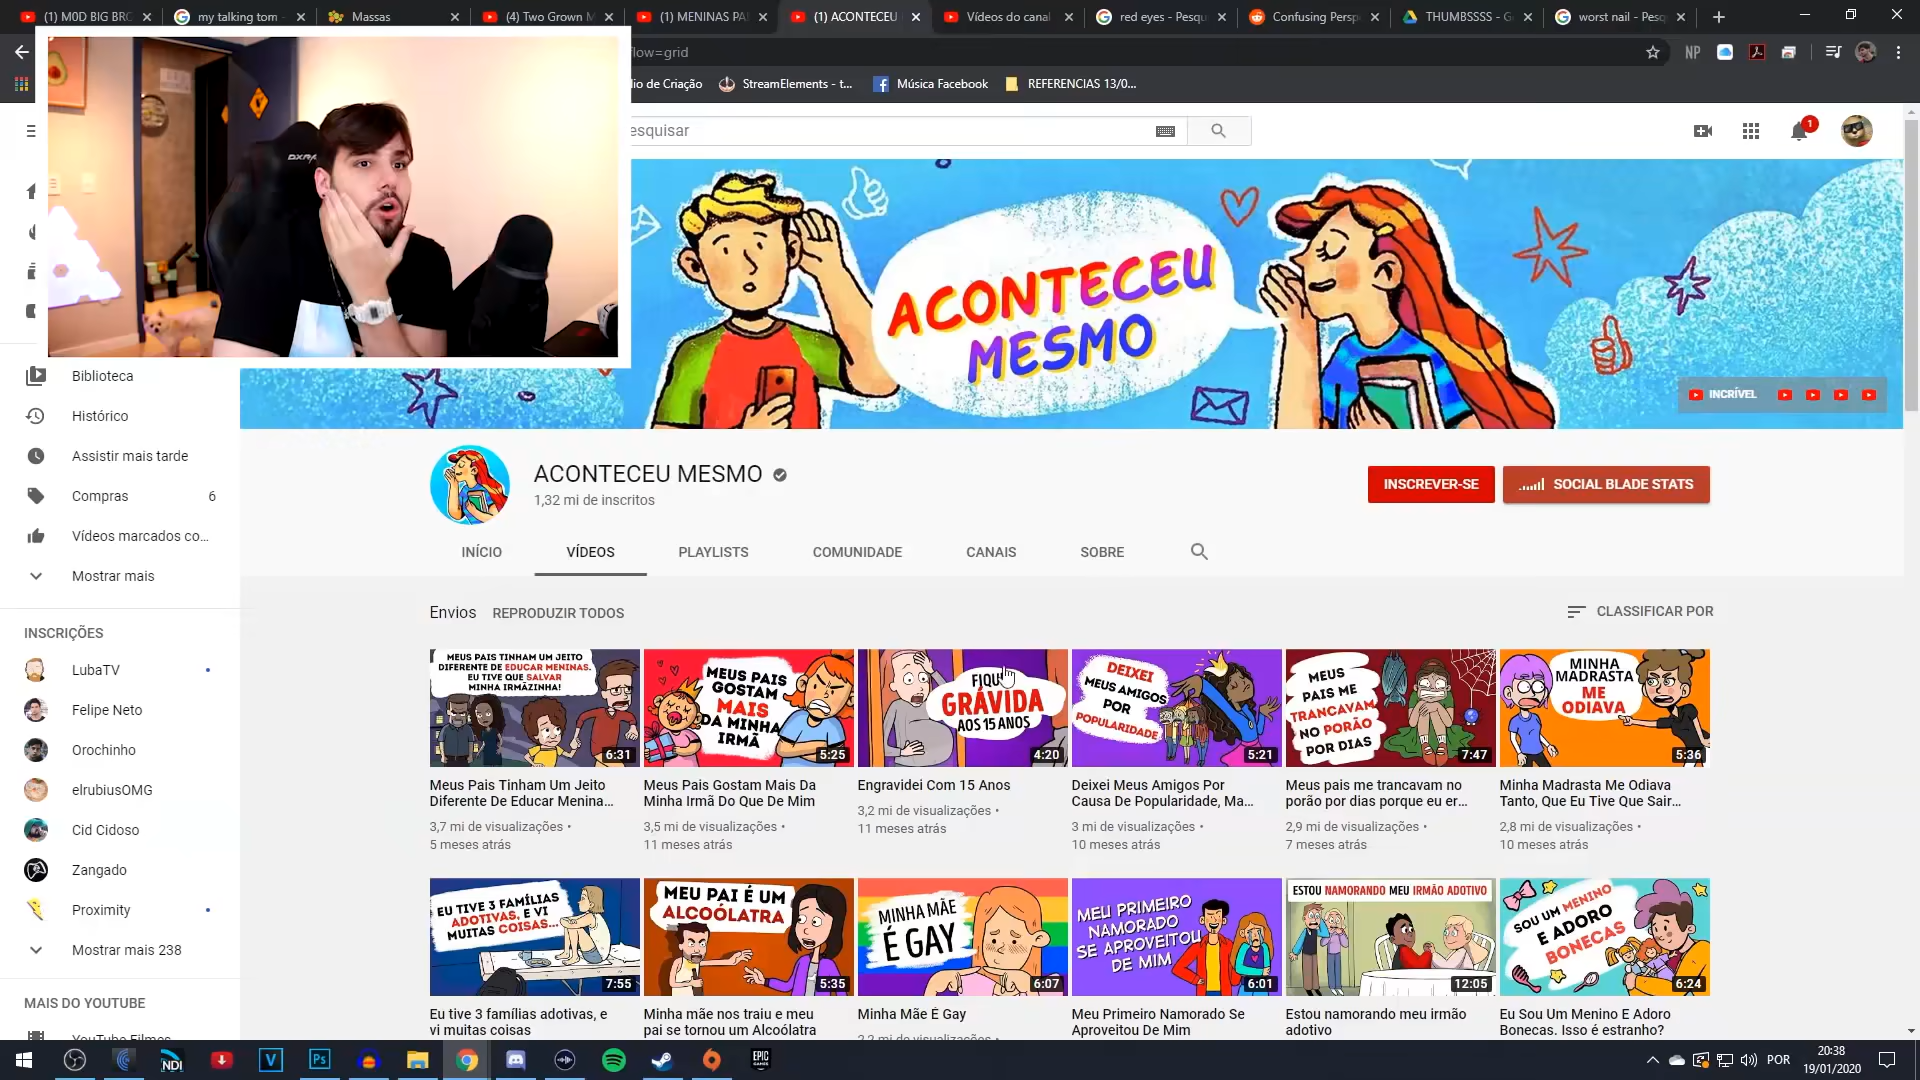 (1) M0D BIG BRO
my talking tom -
Massas
(4) Two Grown M
(1) MENINAS PA
(1) ACONTECEU
Vídeos do canal
red eyes - Pesqu
Confusing Persp
THUMBSSSS - G
worst nail - Pesq
flow=grid
NP
io de Criação
StreamElements - t...
Música Facebook
REFERENCIAS 13/0...
esquisar
1
DXRA
ACONTECEU
MESMO
INCRÍVEL
Biblioteca
Histórico
Assistir mais tarde
Compras 6
Vídeos marcados co...
Mostrar mais
INSCRIÇÕES
LubaTV
Felipe Neto
Orochinho
elrubiusOMG
Cid Cidoso
Zangado
Proximity
Mostrar mais 238
MAIS DO YOUTUBE
YouTube Filmes
ACONTECEU MESMO
1,32 mi de inscritos
INSCREVER-SE
SOCIAL BLADE STATS
INÍCIO
VÍDEOS
PLAYLISTS
COMUNIDADE
CANAIS
SOBRE
Envios
REPRODUZIR TODOS
CLASSIFICAR POR
MEUS PAIS TINHAM UM JEITO
DIFERENTE DE EDUCAR MENINAS.
EU TIVE QUE SALVAR
MINHA IRMÃZINHA!
6:31
Meus Pais Tinham Um Jeito
Diferente De Educar Menina...
3,7 mi de visualizações •
5 meses atrás
MEUS PAIS
GOSTAM
MAIS
DA MINHA
IRMÃ
5:25
Meus Pais Gostam Mais Da
Minha Irmã Do Que De Mim
3,5 mi de visualizações •
11 meses atrás
FIQU
GRÁVIDA
AOS 15 ANOS
4:20
Engravidei Com 15 Anos
3,2 mi de visualizações •
11 meses atrás
DEIXEI
MEUS AMIGOS
POR
POPULARIDADE
5:21
Deixei Meus Amigos Por
Causa De Popularidade, Ma...
3 mi de visualizações •
10 meses atrás
MEUS
PAIS ME
TRANCAVAM
NO PORÃO
POR DIAS
7:47
Meus pais me trancavam no
porão por dias porque eu er...
2,9 mi de visualizações •
7 meses atrás
MINHA
MADRASTA
ME
ODIAVA
5:36
Minha Madrasta Me Odiava
Tanto, Que Eu Tive Que Sair...
2,8 mi de visualizações •
10 meses atrás
EU TIVE 3 FAMÍLIAS
ADOTIVAS, E VI
MUITAS COISAS...
7:55
Eu tive 3 famílias adotivas, e
vi muitas coisas
MEU PAI É UM
ALCOÓLATRA
5:35
Minha mãe nos traiu e meu
pai se tornou um Alcoólatra
MINHA MÃE
É GAY
6:07
Minha Mãe É Gay
2,2 mi de visualizações •
MEU PRIMEIRO
NAMORADO
SE APROVEITOU
DE MIM
6:01
Meu Primeiro Namorado Se
Aproveitou De Mim
ESTOU NAMORANDO MEU IRMÃO ADOTIVO
12:05
Estou namorando meu irmão
adotivo
SOU UM MENINO
E ADORO
BONECAS
6:24
Eu Sou Um Menino E Adoro
Bonecas. Isso é estranho?
NDI
V
Ps
EPIC
GAMES
POR
20:38
19/01/2020